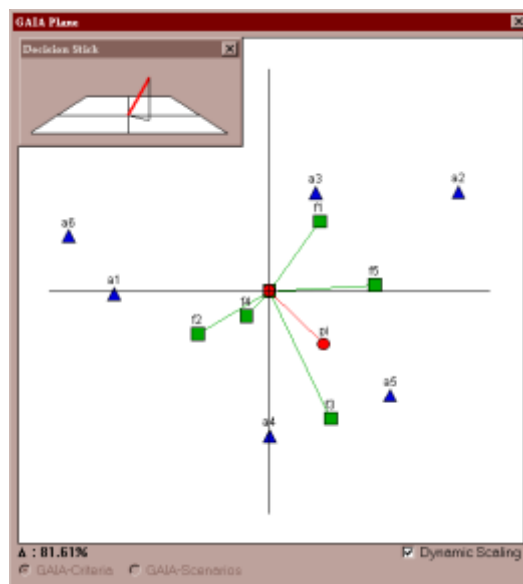 GAIA Plane
Decision Stick
a3
a2
f1
a6
f5
a1
f4
f2
pi
a5
f3
a4
Δ : 81.61%
Dynamic Scaling
GAIA-Criteria
GAIA-Scenarios